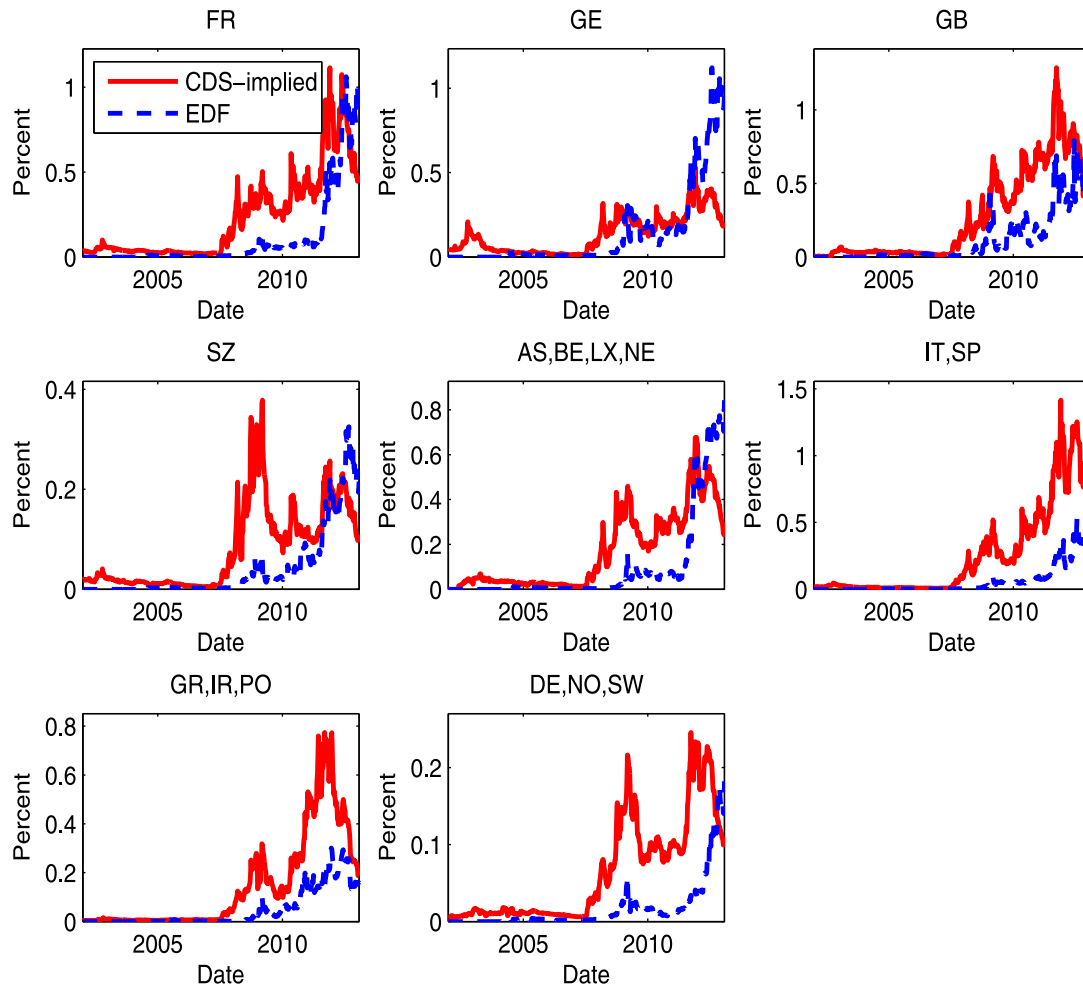 FR
Percent
1
0.5
0
CDS−implied
EDF
2005
2010
Date
GE
Percent
1
0.5
0
2005
2010
Date
GB
Percent
1
0.5
0
2005
2010
Date
SZ
Percent
0.4
0.2
0
2005
2010
Date
AS,BE,LX,NE
Percent
0.8
0.6
0.4
0.2
0
2005
2010
Date
IT,SP
Percent
1.5
1
0.5
0
2005
2010
Date
GR,IR,PO
Percent
0.8
0.6
0.4
0.2
0
2005
2010
Date
DE,NO,SW
Percent
0.2
0.1
0
2005
2010
Date